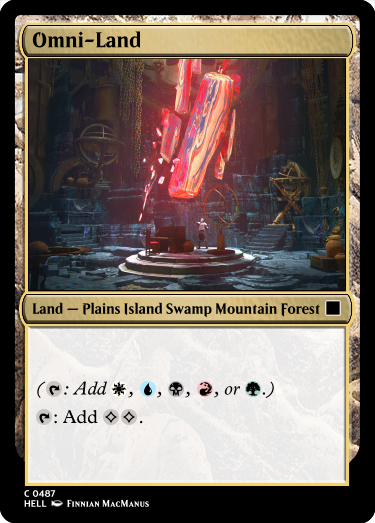 Omni-Land
Land — Plains Island Swamp Mountain Forest
(: Add , , , , or .)
: Add .
C 0487
HELL Finnian MacManus